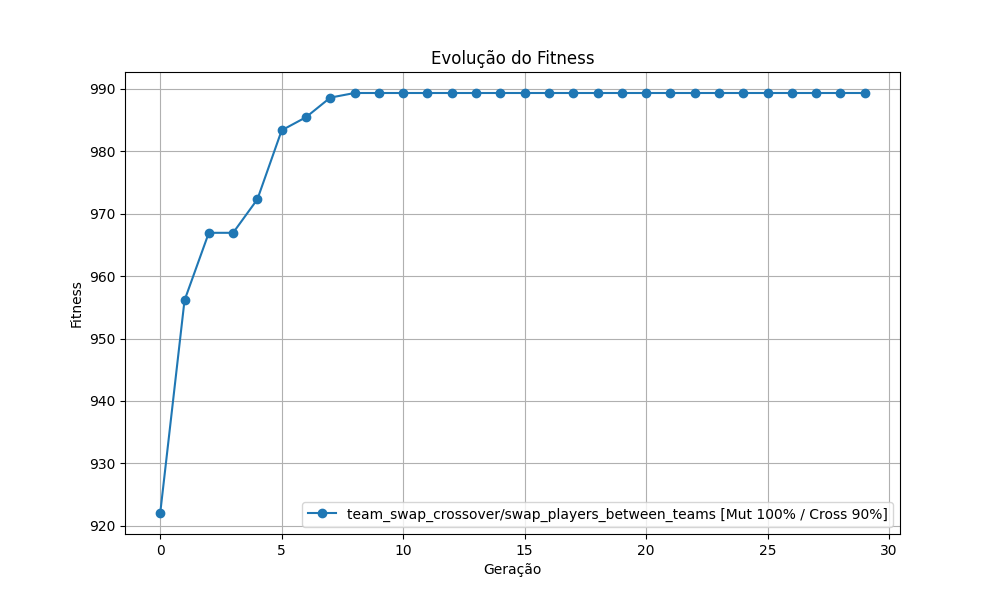 Evolução do Fitness
Fitness
990
980
970
960
950
940
930
920
team_swap_crossover/swap_players_between_teams [Mut 100% / Cross 90%]
0 5 10 15 20 25 30
Geração